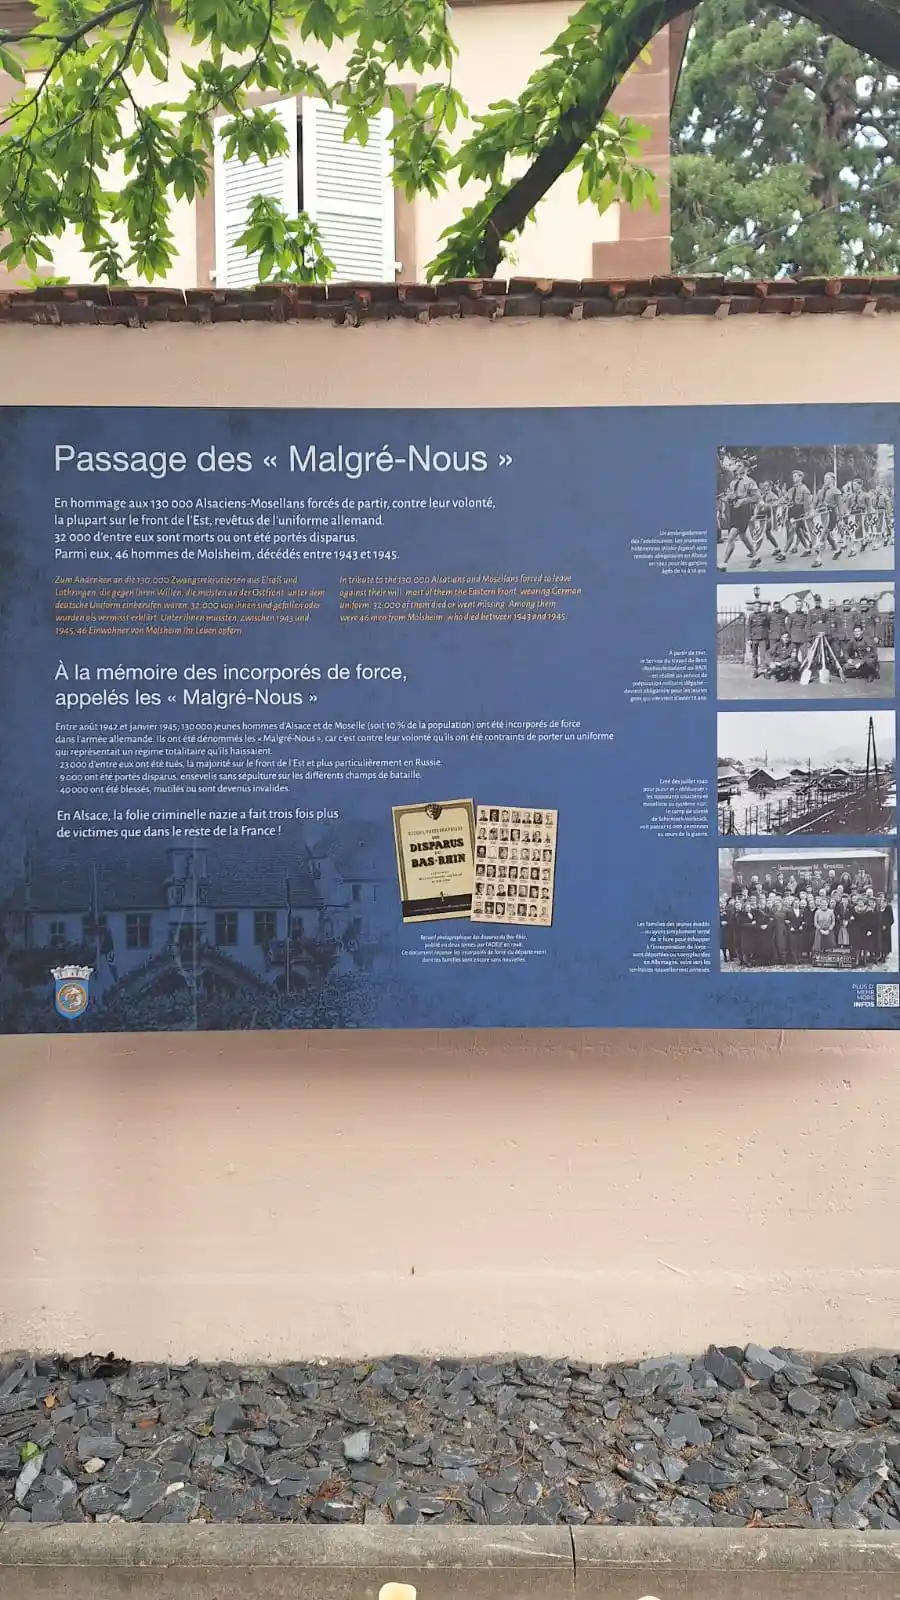 Passage des « Malgré-Nous »
En hommage aux 130 000 Alsaciens-Mosellans forcés de partir, contre leur volonté,
la plupart sur le front de l'Est, revêtus de l'uniforme allemand.
32 000 d'entre eux sont morts ou ont été portés disparus.
Parmi eux, 46 hommes de Molsheim, décédés entre 1943 et 1945.
Zum Andenken an die 130.000 Zwangsrekrutierten aus Elsaß und
Lothringen, die gegen ihren Willen, die meisten an der Ostfront, unter dem
deutsche Uniform einberufen waren. 32.000 von ihnen sind gefallen oder
wurden als vermisst erklärt. Unter ihnen mussten, zwischen 1943 und
1945, 46 Einwohner von Molsheim ihr Leben opfern.
In tribute to the 130 000 Alsatians and Mosellans forced to leave
against their will, most of them the Eastern Front, wearing German
uniform. 32,000 of them died or went missing. Among them
were 46 men from Molsheim, who died between 1943 and 1945.
À la mémoire des incorporés de force,
appelés les « Malgré-Nous »
Entre août 1942 et janvier 1945, 130 000 jeunes hommes d'Alsace et de Moselle (soit 10 % de la population) ont été incorporés de force
dans l'armée allemande. Ils ont été dénommés les « Malgré-Nous », car c'est contre leur volonté qu'ils ont été contraints de porter un uniforme
qui représentait un régime totalitaire qu'ils haïssaient.
- 23 000 d'entre eux ont été tués, la majorité sur le front de l'Est et plus particulièrement en Russie.
- 9 000 ont été portés disparus, ensevelis sans sépulture sur les différents champs de bataille.
- 40 000 ont été blessés, mutilés ou sont devenus invalides.
En Alsace, la folie criminelle nazie a fait trois fois plus
de victimes que dans le reste de la France !
DISPARUS
DU
BAS-RHIN
Recueil photographique des disparus du Bas-Rhin,
publié en deux tomes par l'ADEIF en 1948.
Ce document recense les incorporés de force du département
dont les familles sont encore sans nouvelles.
Un embrigadement
dès l'adolescence. Les jeunesses
hitlériennes (Hitler Jugend) sont
rendues obligatoires en Alsace
en 1942 pour les garçons
âgés de 10 à 18 ans.
À partir de 1941,
le Service du travail du Reich
(Reichsarbeitsdienst ou RAD)
— en réalité un service de
préparation militaire déguisé —
devient obligatoire pour les jeunes
Créé dès juillet 1940
pour punir et « rééduquer »
les opposants alsaciens et
mosellans au système nazi,
le camp de sûreté
de Schirmeck-Vorbruck,
voit passer 15 000 personnes
au cours de la guerre.
Les familles des jeunes évadés
— ou ayant simplement tenté
de le faire pour échapper
à l'incorporation de force —
sont déportées ou transplantées
en Allemagne, voire vers les
territoires nouvellement annexés.
PLUS D'
MEHR
MORE
INFOS